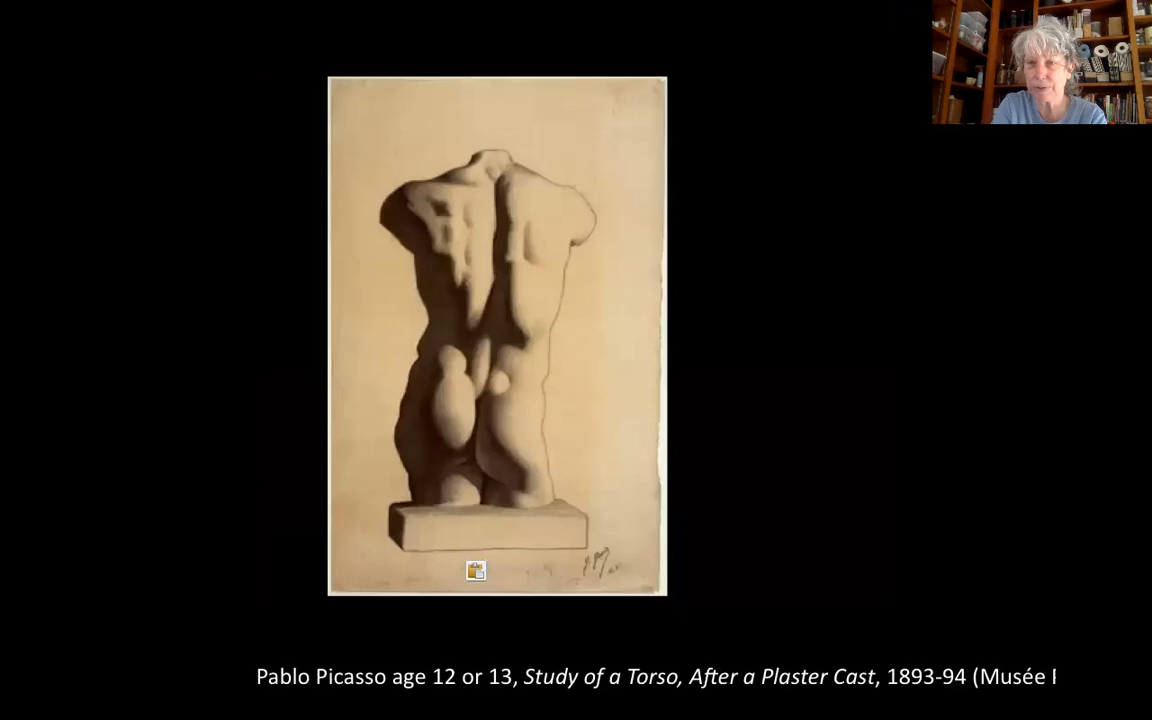 Pablo Picasso age 12 or 13, Study of a Torso, After a Plaster Cast, 1893-94 (Musée